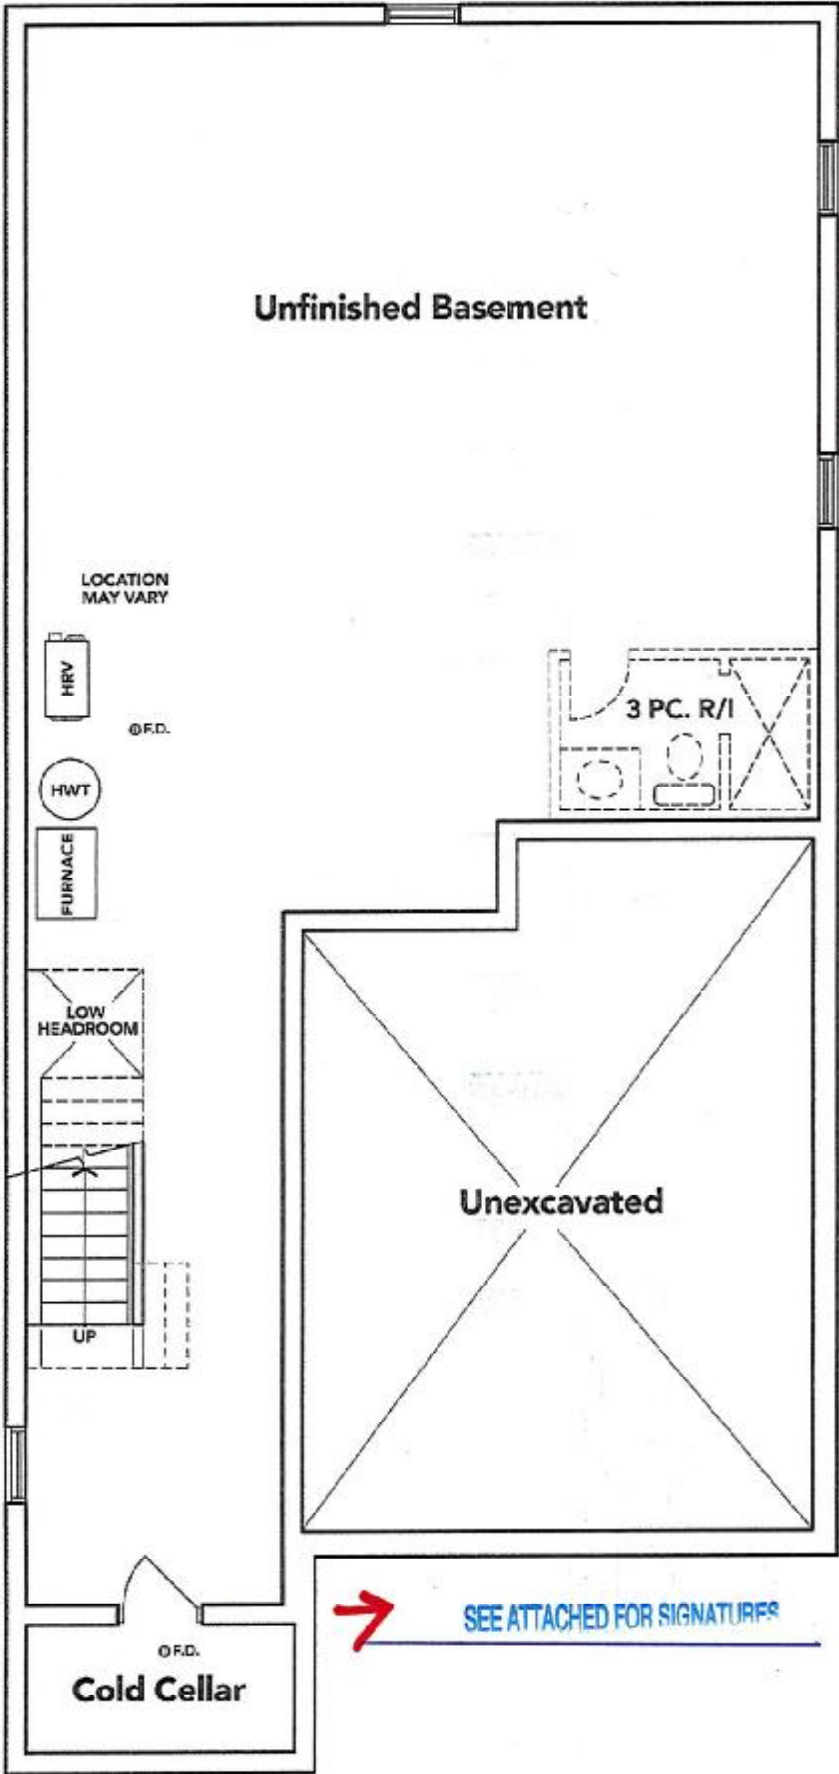 Unfinished Basement
LOCATION
MAY VARY
HRV
F.D.
3 PC. R/I
HWT
FURNACE
LOW
HEADROOM
Unexcavated
UP
SEE ATTACHED FOR SIGNATURES
F.D.
Cold Cellar